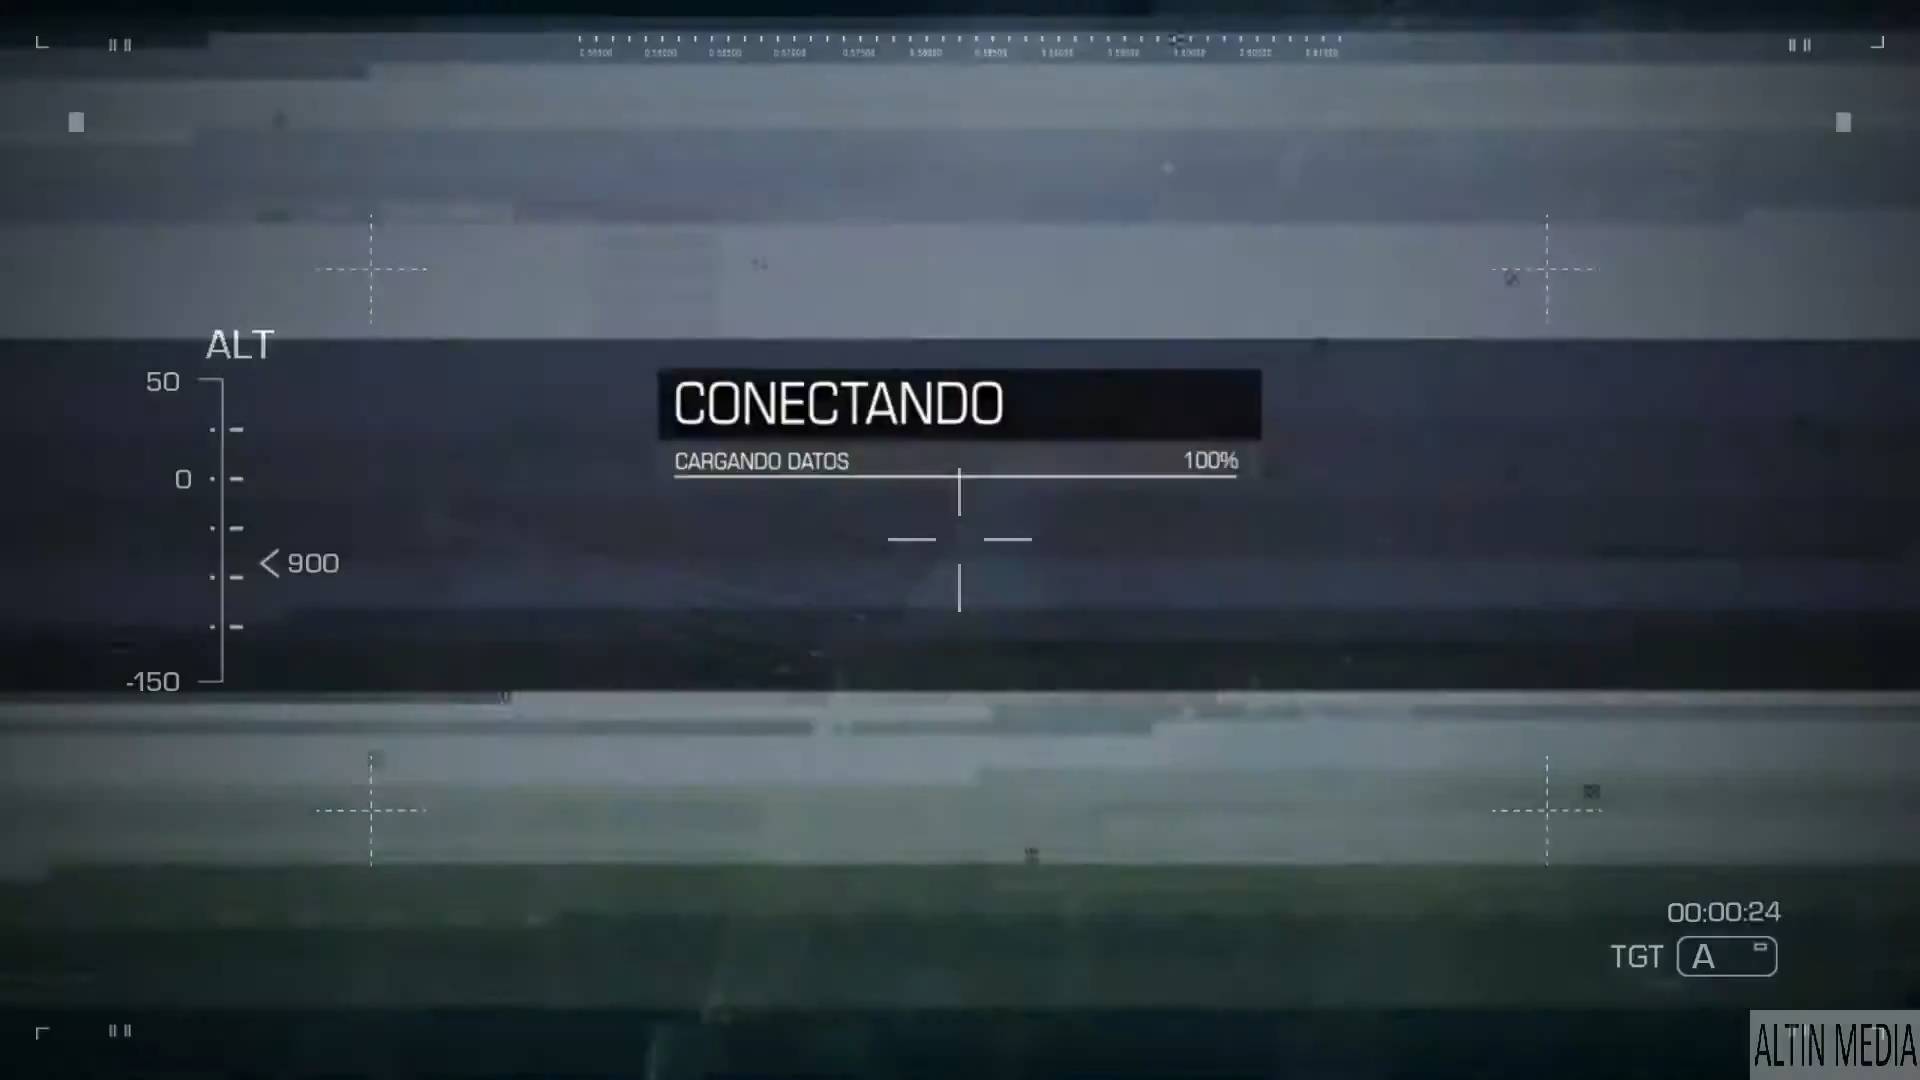 ALT
50
0
900
-150
CONECTANDO
CARGANDO DATOS 100%
00:00:24
TGT A
ALTIN MEDIA